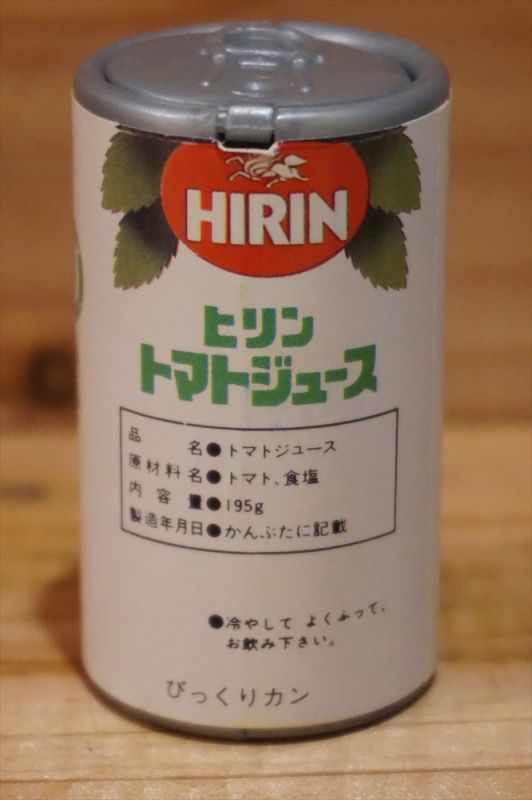 HIRIN
ヒリン
トマトジュース
品名●トマトジュース
原材料名●トマト、食塩
内容量●195g
製造年月日●かんぶたに記載
●冷やして よくふって、
お飲み下さい。
びっくりカン